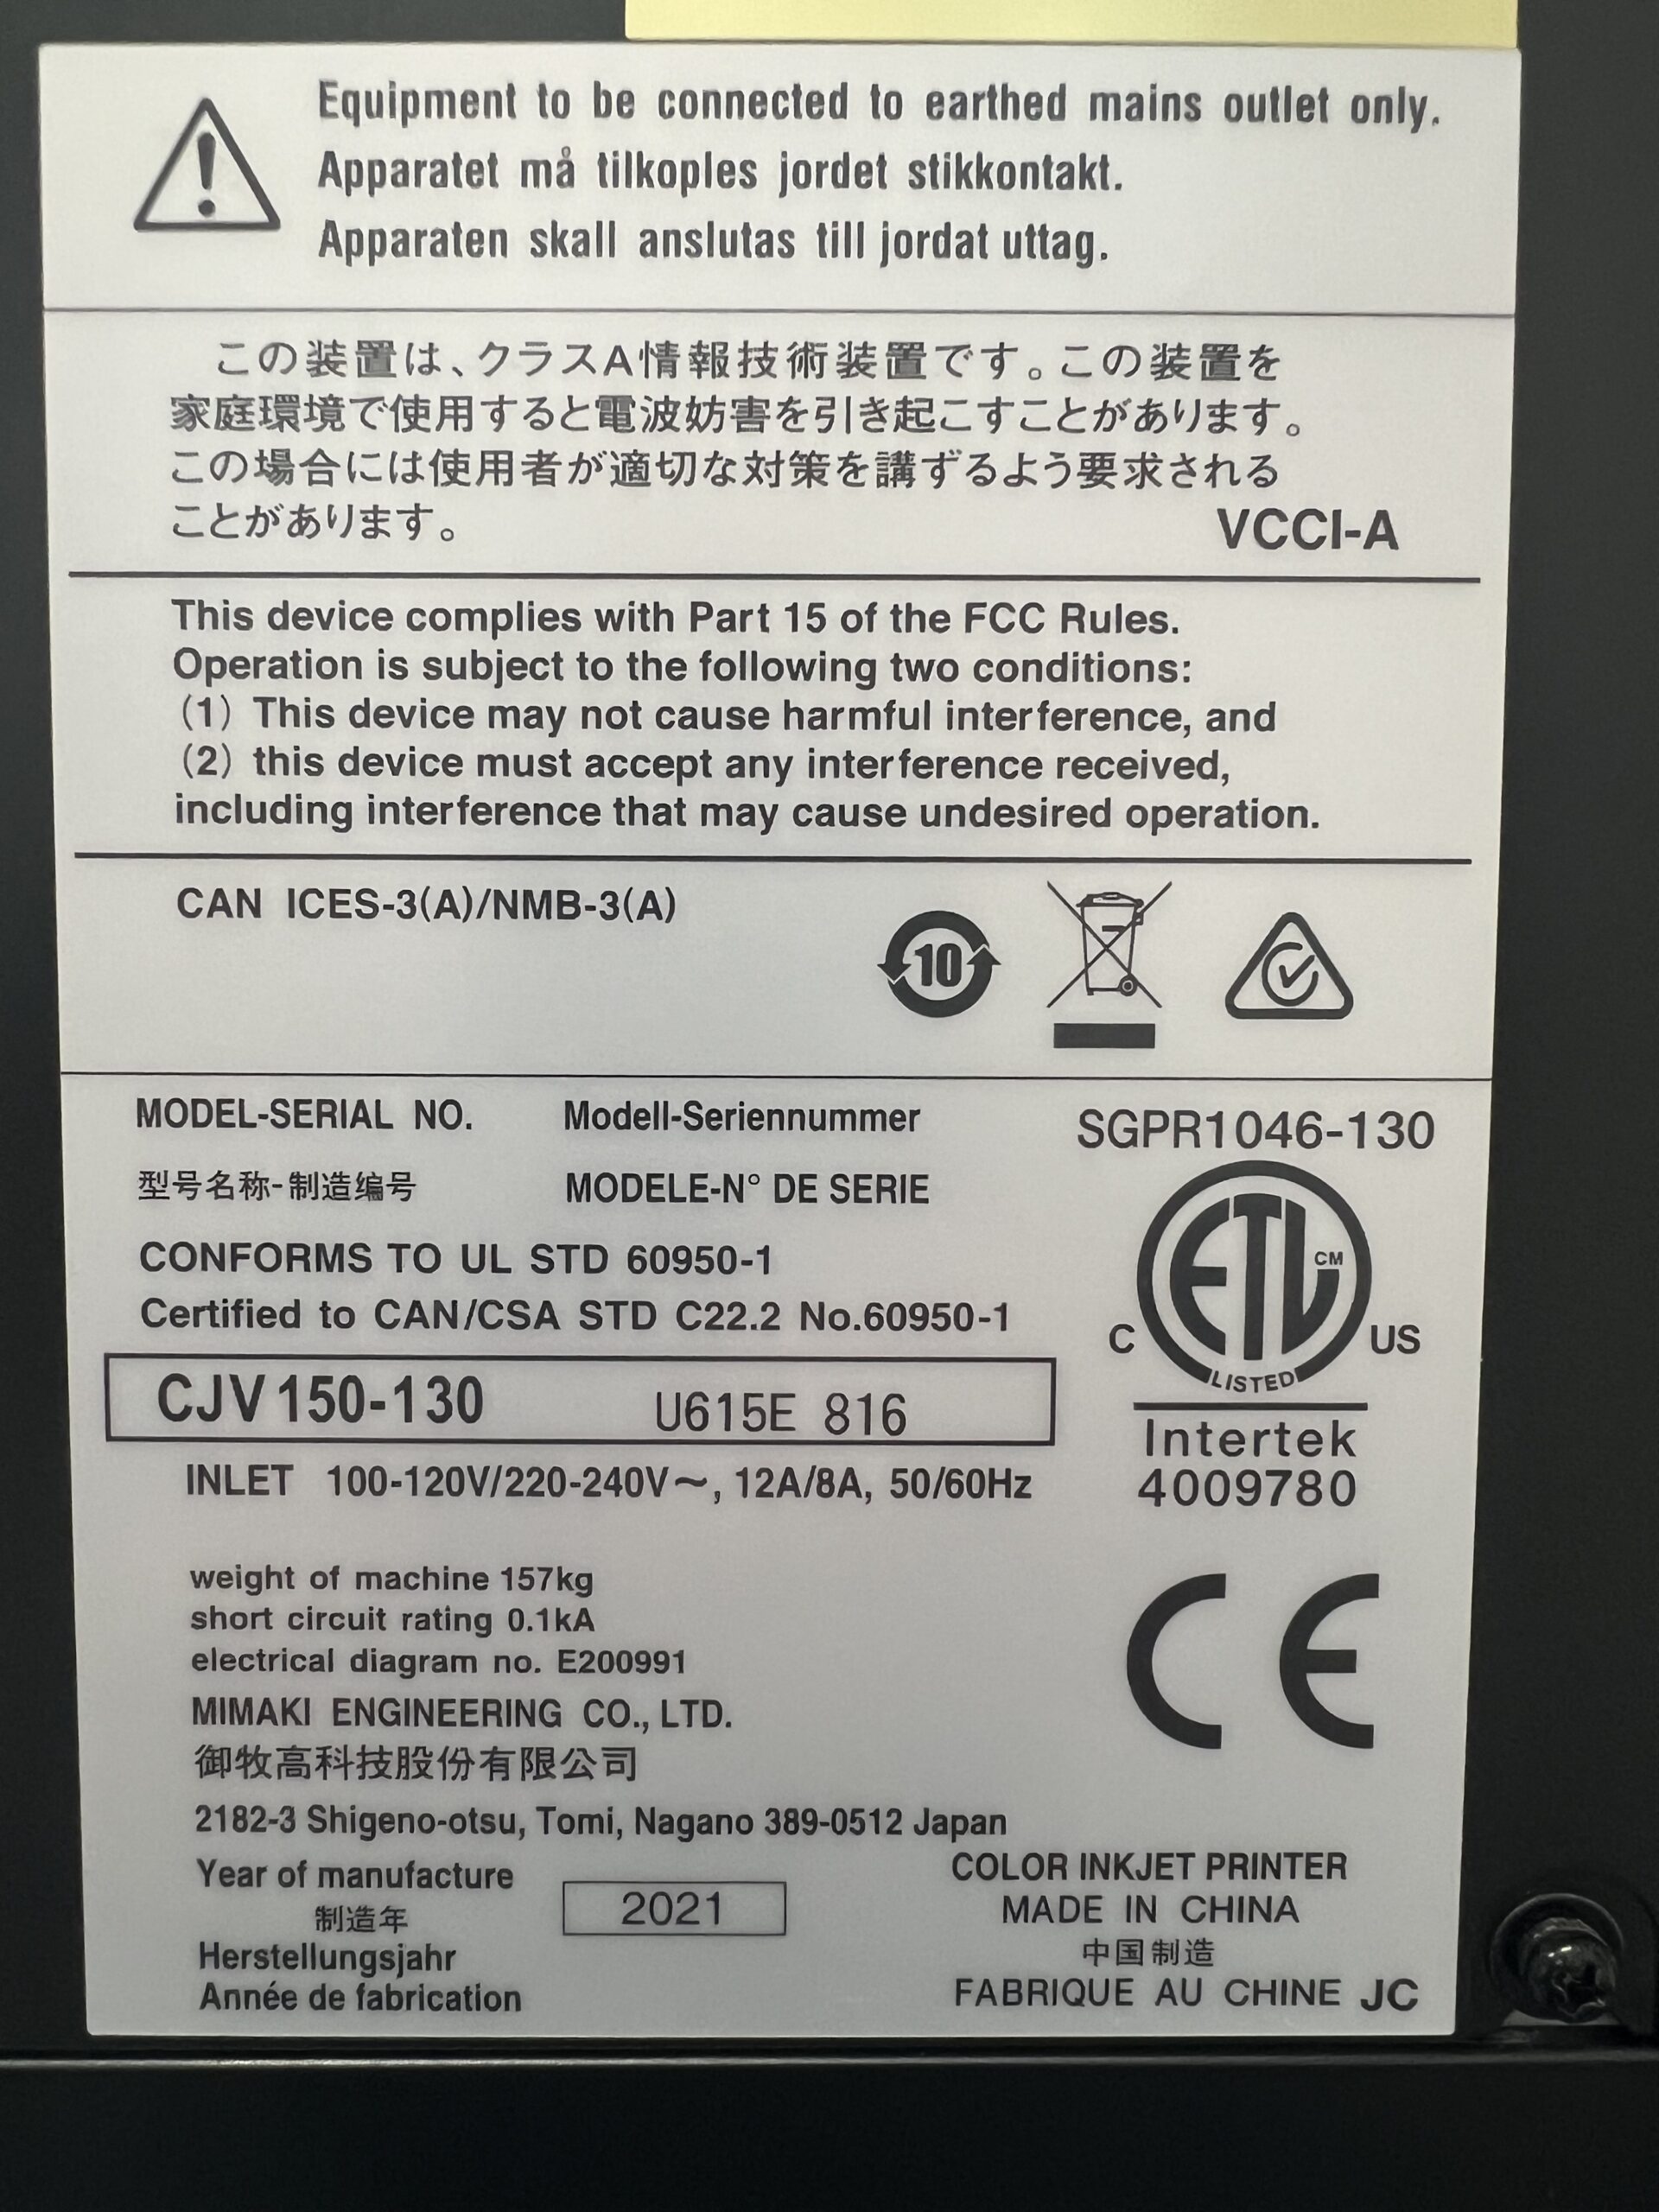 Equipment to be connected to earthed mains outlet only.
Apparatet må tilkoples jordet stikkontakt.
Apparaten skall anslutas till jordat uttag.
この装置は、クラスA情報技術装置です。この装置を
家庭環境で使用すると電波妨害を引き起こすことがあります。
この場合には使用者が適切な対策を講ずるよう要求される
ことがあります。
VCCI-A
This device complies with Part 15 of the FCC Rules.
Operation is subject to the following two conditions:
(1) This device may not cause harmful interference, and
(2) this device must accept any interference received,
including interference that may cause undesired operation.
CAN ICES-3(A)/NMB-3(A)
10
MODEL-SERIAL NO. Modell-Seriennummer
型号名称-制造编号 MODELE-N° DE SERIE
CONFORMS TO UL STD 60950-1
Certified to CAN/CSA STD C22.2 No.60950-1
SGPR1046-130
ETL CM
C US
LISTED
Intertek
4009780
CJV150-130 U615E 816
INLET 100-120V/220-240V～, 12A/8A, 50/60Hz
weight of machine 157kg
short circuit rating 0.1kA
electrical diagram no. E200991
CE
MIMAKI ENGINEERING CO., LTD.
御牧高科技股份有限公司
2182-3 Shigeno-otsu, Tomi, Nagano 389-0512 Japan
Year of manufacture
制造年
Herstellungsjahr
Année de fabrication
2021
COLOR INKJET PRINTER
MADE IN CHINA
中国制造
FABRIQUE AU CHINE JC